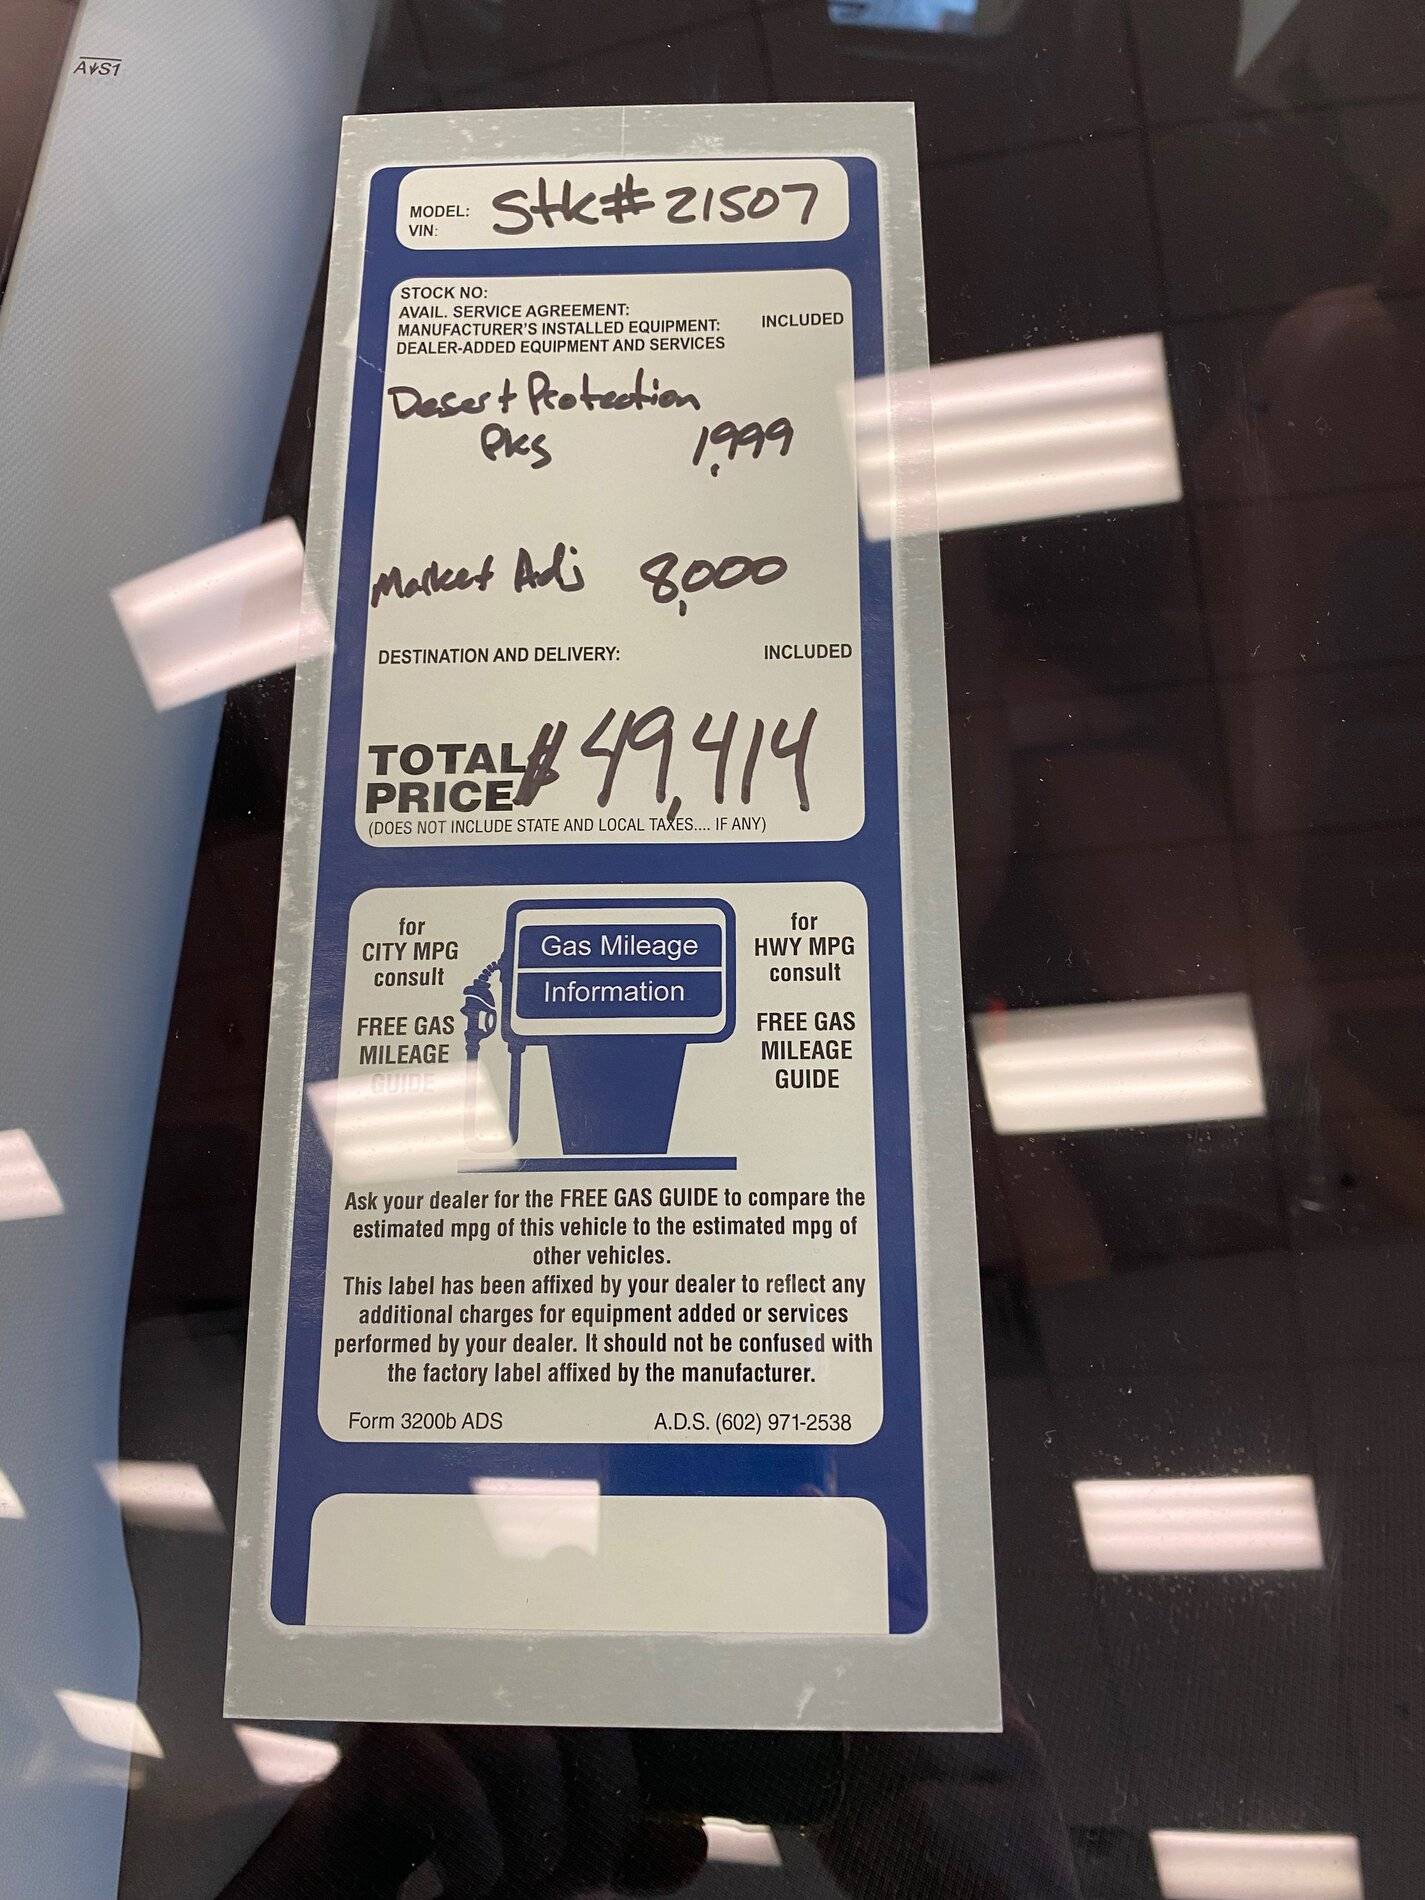 AS1
MODEL: Stk# 21507
VIN:
STOCK NO:
AVAIL. SERVICE AGREEMENT:
MANUFACTURER'S INSTALLED EQUIPMENT: INCLUDED
DEALER-ADDED EQUIPMENT AND SERVICES
Desert Protection
Pkg 1,999
Market Adj 8,000
DESTINATION AND DELIVERY: INCLUDED
TOTAL
PRICE $49,414
(DOES NOT INCLUDE STATE AND LOCAL TAXES.... IF ANY)
for
CITY MPG
consult
FREE GAS
MILEAGE
GUIDE
Gas Mileage
Information
for
HWY MPG
consult
FREE GAS
MILEAGE
GUIDE
Ask your dealer for the FREE GAS GUIDE to compare the
estimated mpg of this vehicle to the estimated mpg of
other vehicles.
This label has been affixed by your dealer to reflect any
additional charges for equipment added or services
performed by your dealer. It should not be confused with
the factory label affixed by the manufacturer.
Form 3200b ADS A.D.S. (602) 971-2538